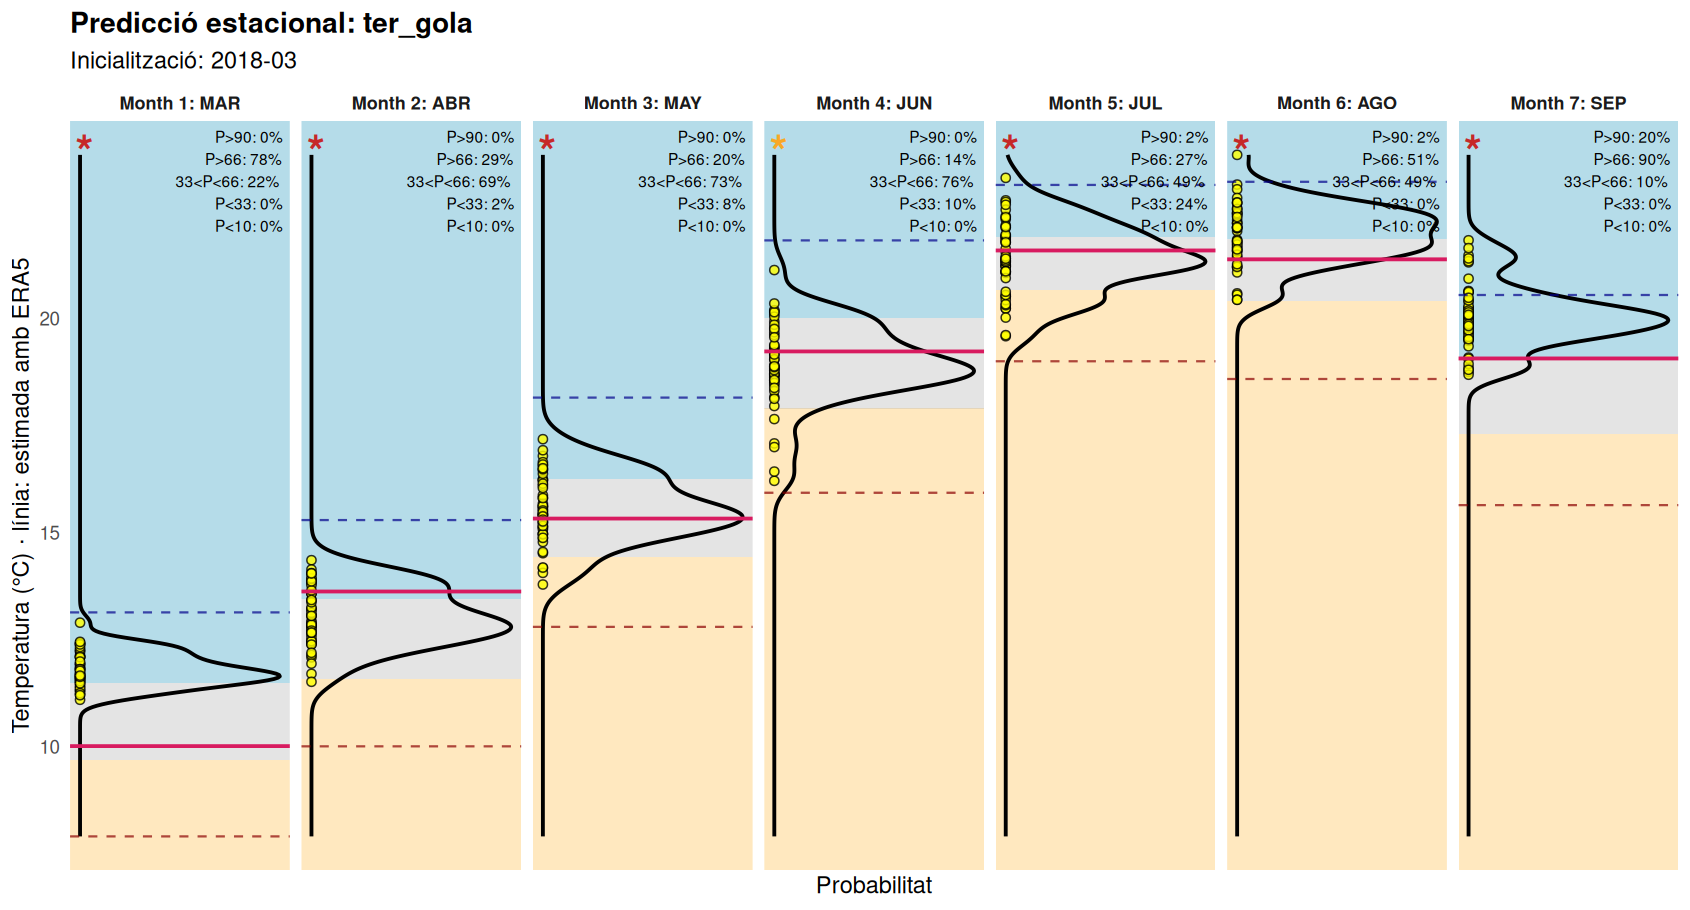 Predicció estacional: ter_gola
Inicialització: 2018-03
Month 1: MAR
Month 2: ABR
Month 3: MAY
Month 4: JUN
Month 5: JUL
Month 6: AGO
Month 7: SEP
*
P>90: 0%
P>66: 78%
33<P<66: 22%
P<33: 0%
P<10: 0%
*
P>90: 0%
P>66: 29%
33<P<66: 69%
P<33: 2%
P<10: 0%
*
P>90: 0%
P>66: 20%
33<P<66: 73%
P<33: 8%
P<10: 0%
*
P>90: 0%
P>66: 14%
33<P<66: 76%
P<33: 10%
P<10: 0%
*
P>90: 2%
P>66: 27%
33<P<66: 49%
P<33: 24%
P<10: 0%
*
P>90: 2%
P>66: 51%
33<P<66: 49%
P<33: 0%
P<10: 0%
*
P>90: 20%
P>66: 90%
33<P<66: 10%
P<33: 0%
P<10: 0%
20
15
10
Temperatura (°C) · línia: estimada amb ERA5
Probabilitat